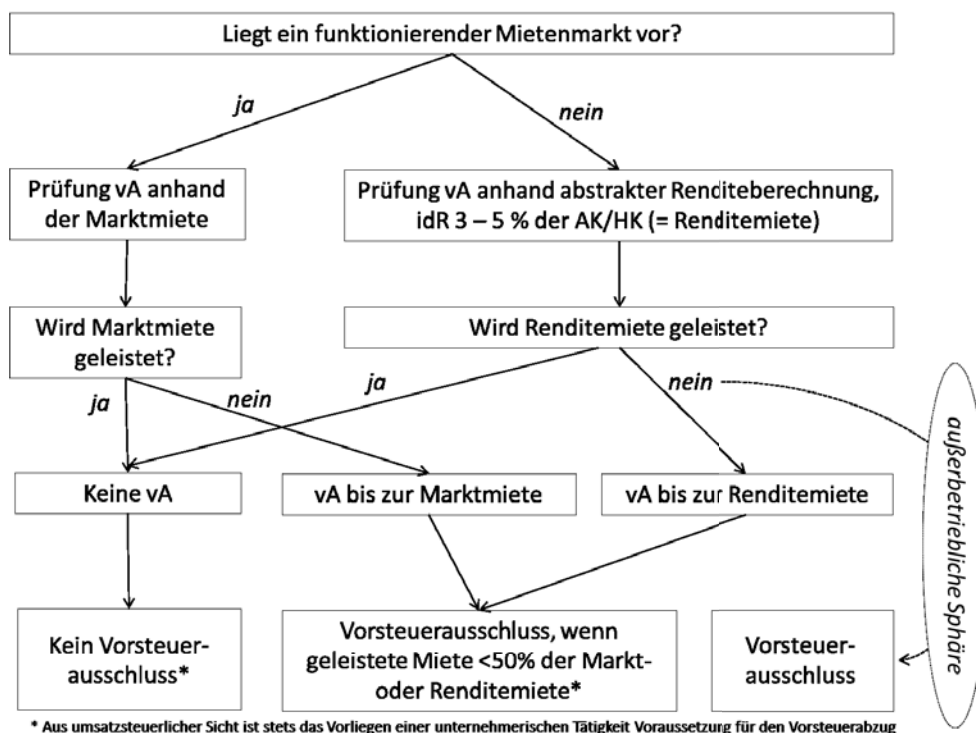 Liegt ein funktionierender Mietenmarkt vor?
ja
nein
Prüfung vA anhand
der Marktmiete
Prüfung vA anhand abstrakter Renditeberechnung,
idR 3 – 5 % der AK/HK (= Renditemiete)
Wird Marktmiete
geleistet?
Wird Renditemiete geleistet?
ja
nein
ja
nein
außerbetriebliche Sphäre
Keine vA
vA bis zur Marktmiete
vA bis zur Renditemiete
Kein Vorsteuer-
ausschluss*
Vorsteuerausschluss, wenn
geleistete Miete <50% der Markt-
oder Renditemiete*
Vorsteuer-
ausschluss
* Aus umsatzsteuerlicher Sicht ist stets das Vorliegen einer unternehmerischen Tätigkeit Voraussetzung für den Vorsteuerabzug